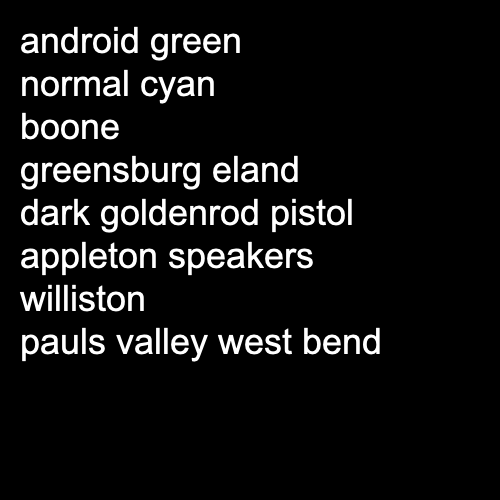 android green
normal cyan
boone
greensburg eland
dark goldenrod pistol
appleton speakers
williston
pauls valley west bend